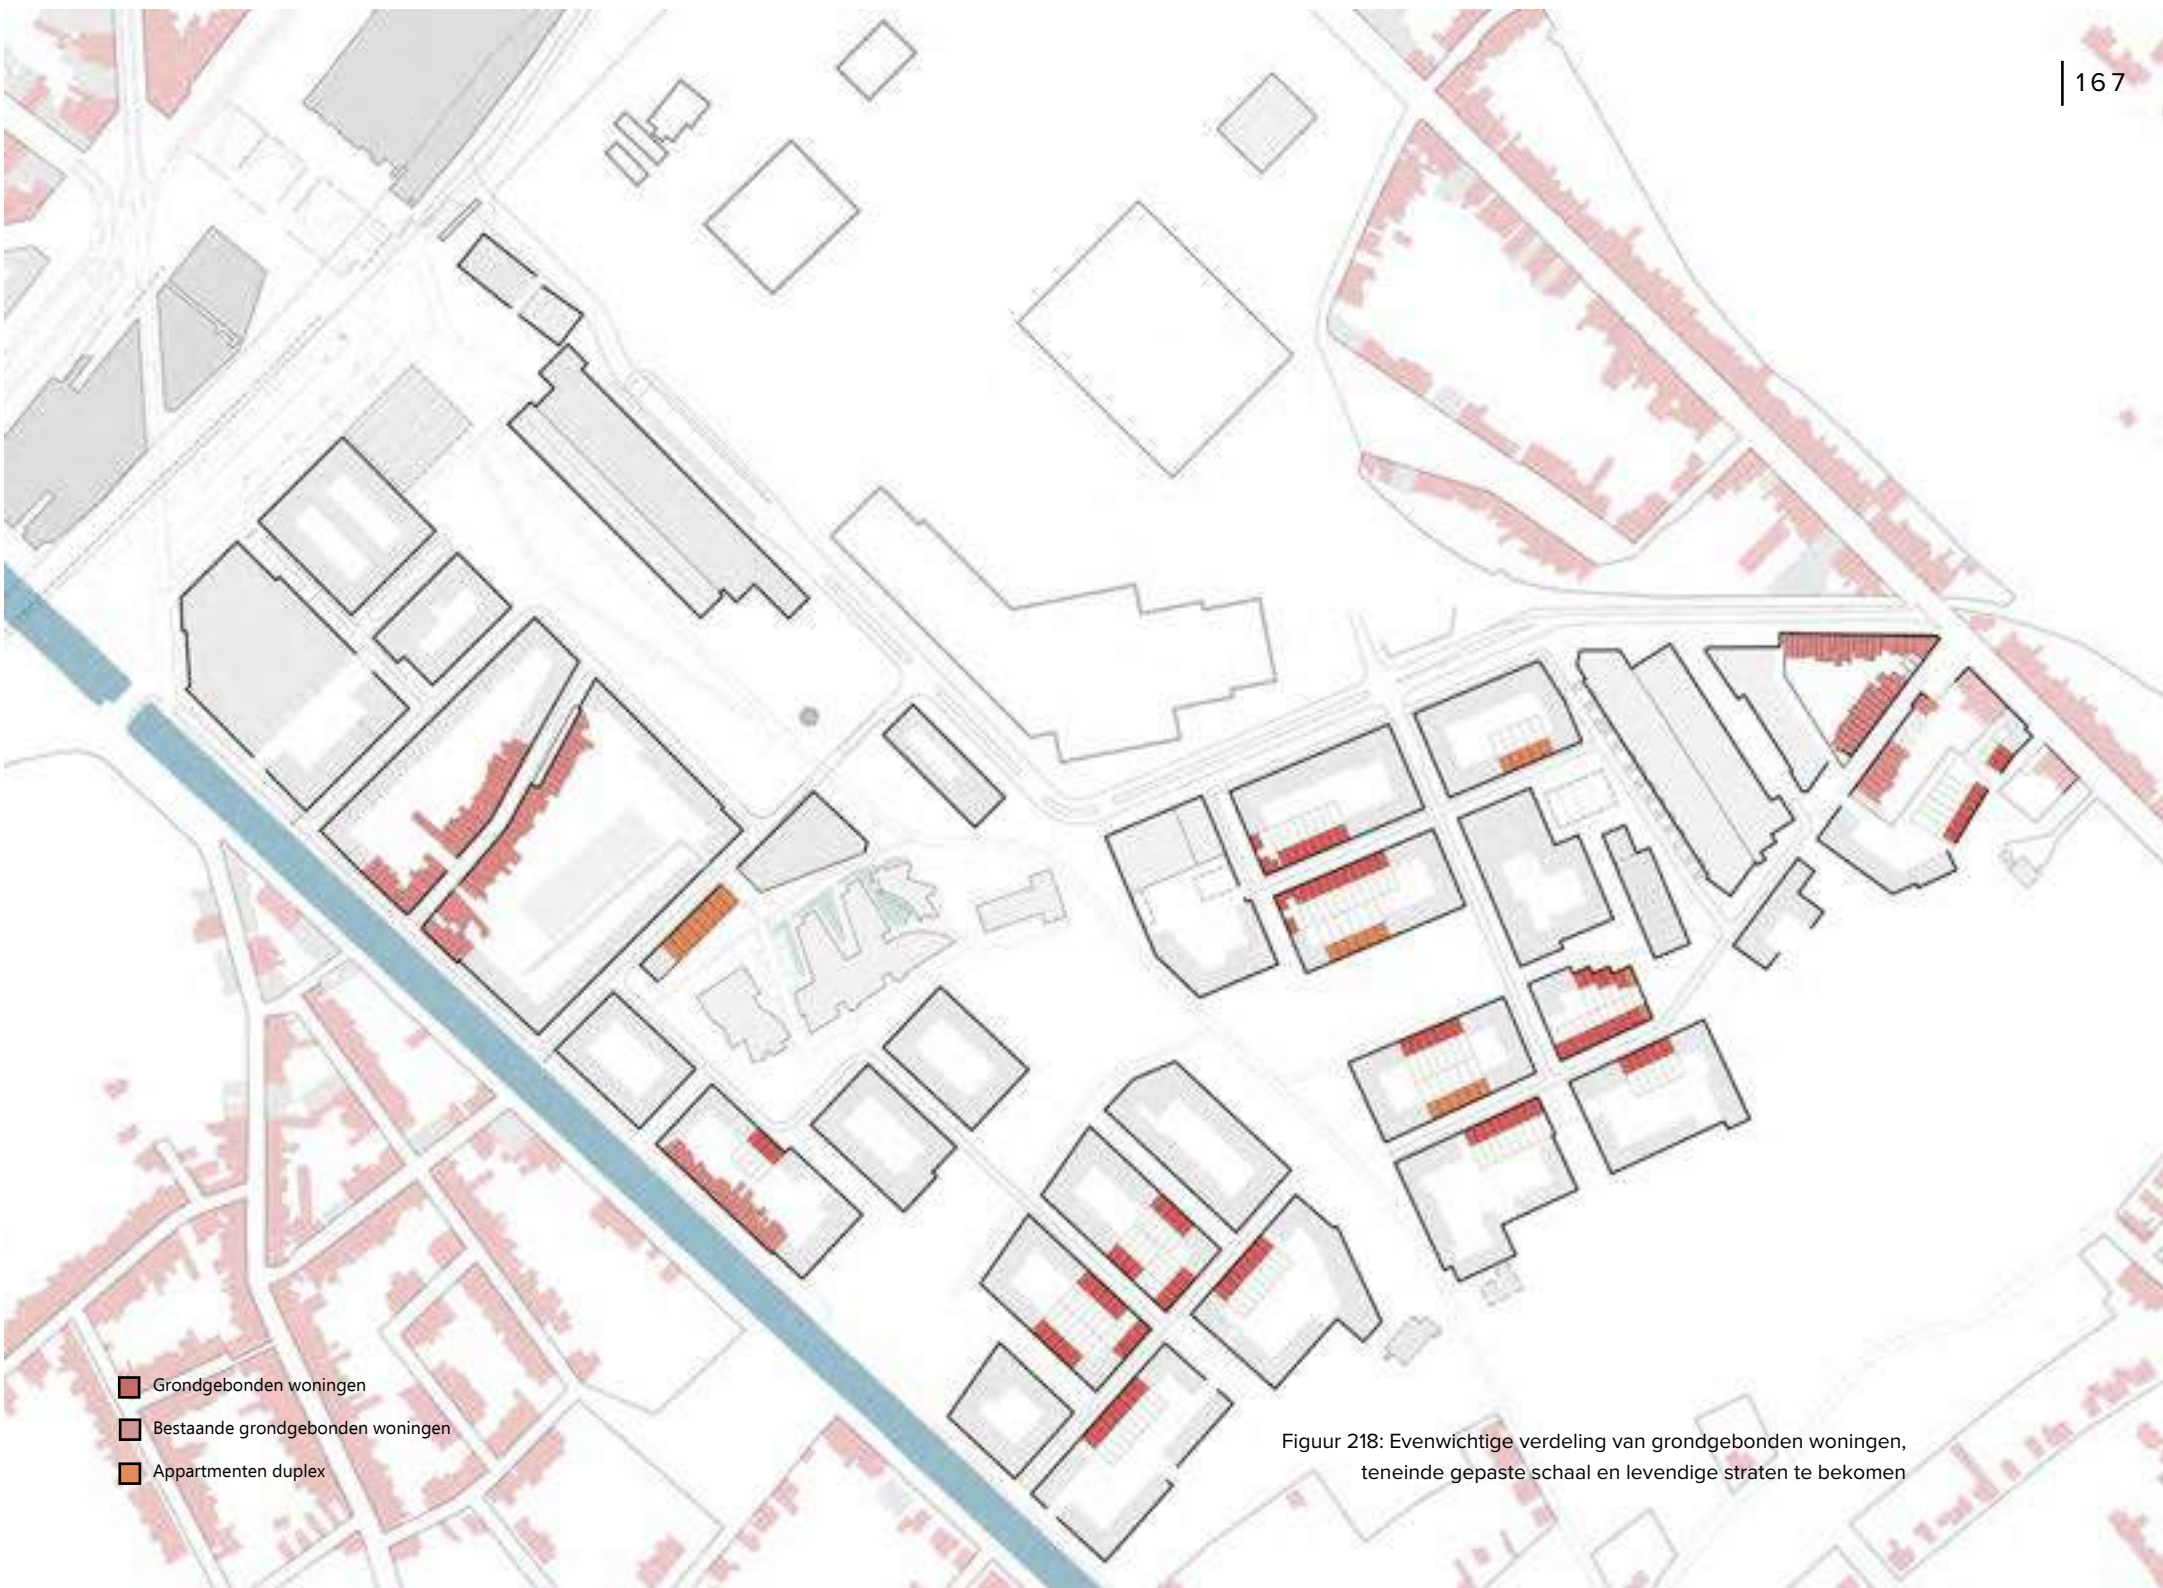 167
Grondgebonden woningen
Bestaande grondgebonden woningen
Appartmenten duplex
Figuur 218: Evenwichtige verdeling van grondgebonden woningen,
teneinde gepaste schaal en levendige straten te bekomen